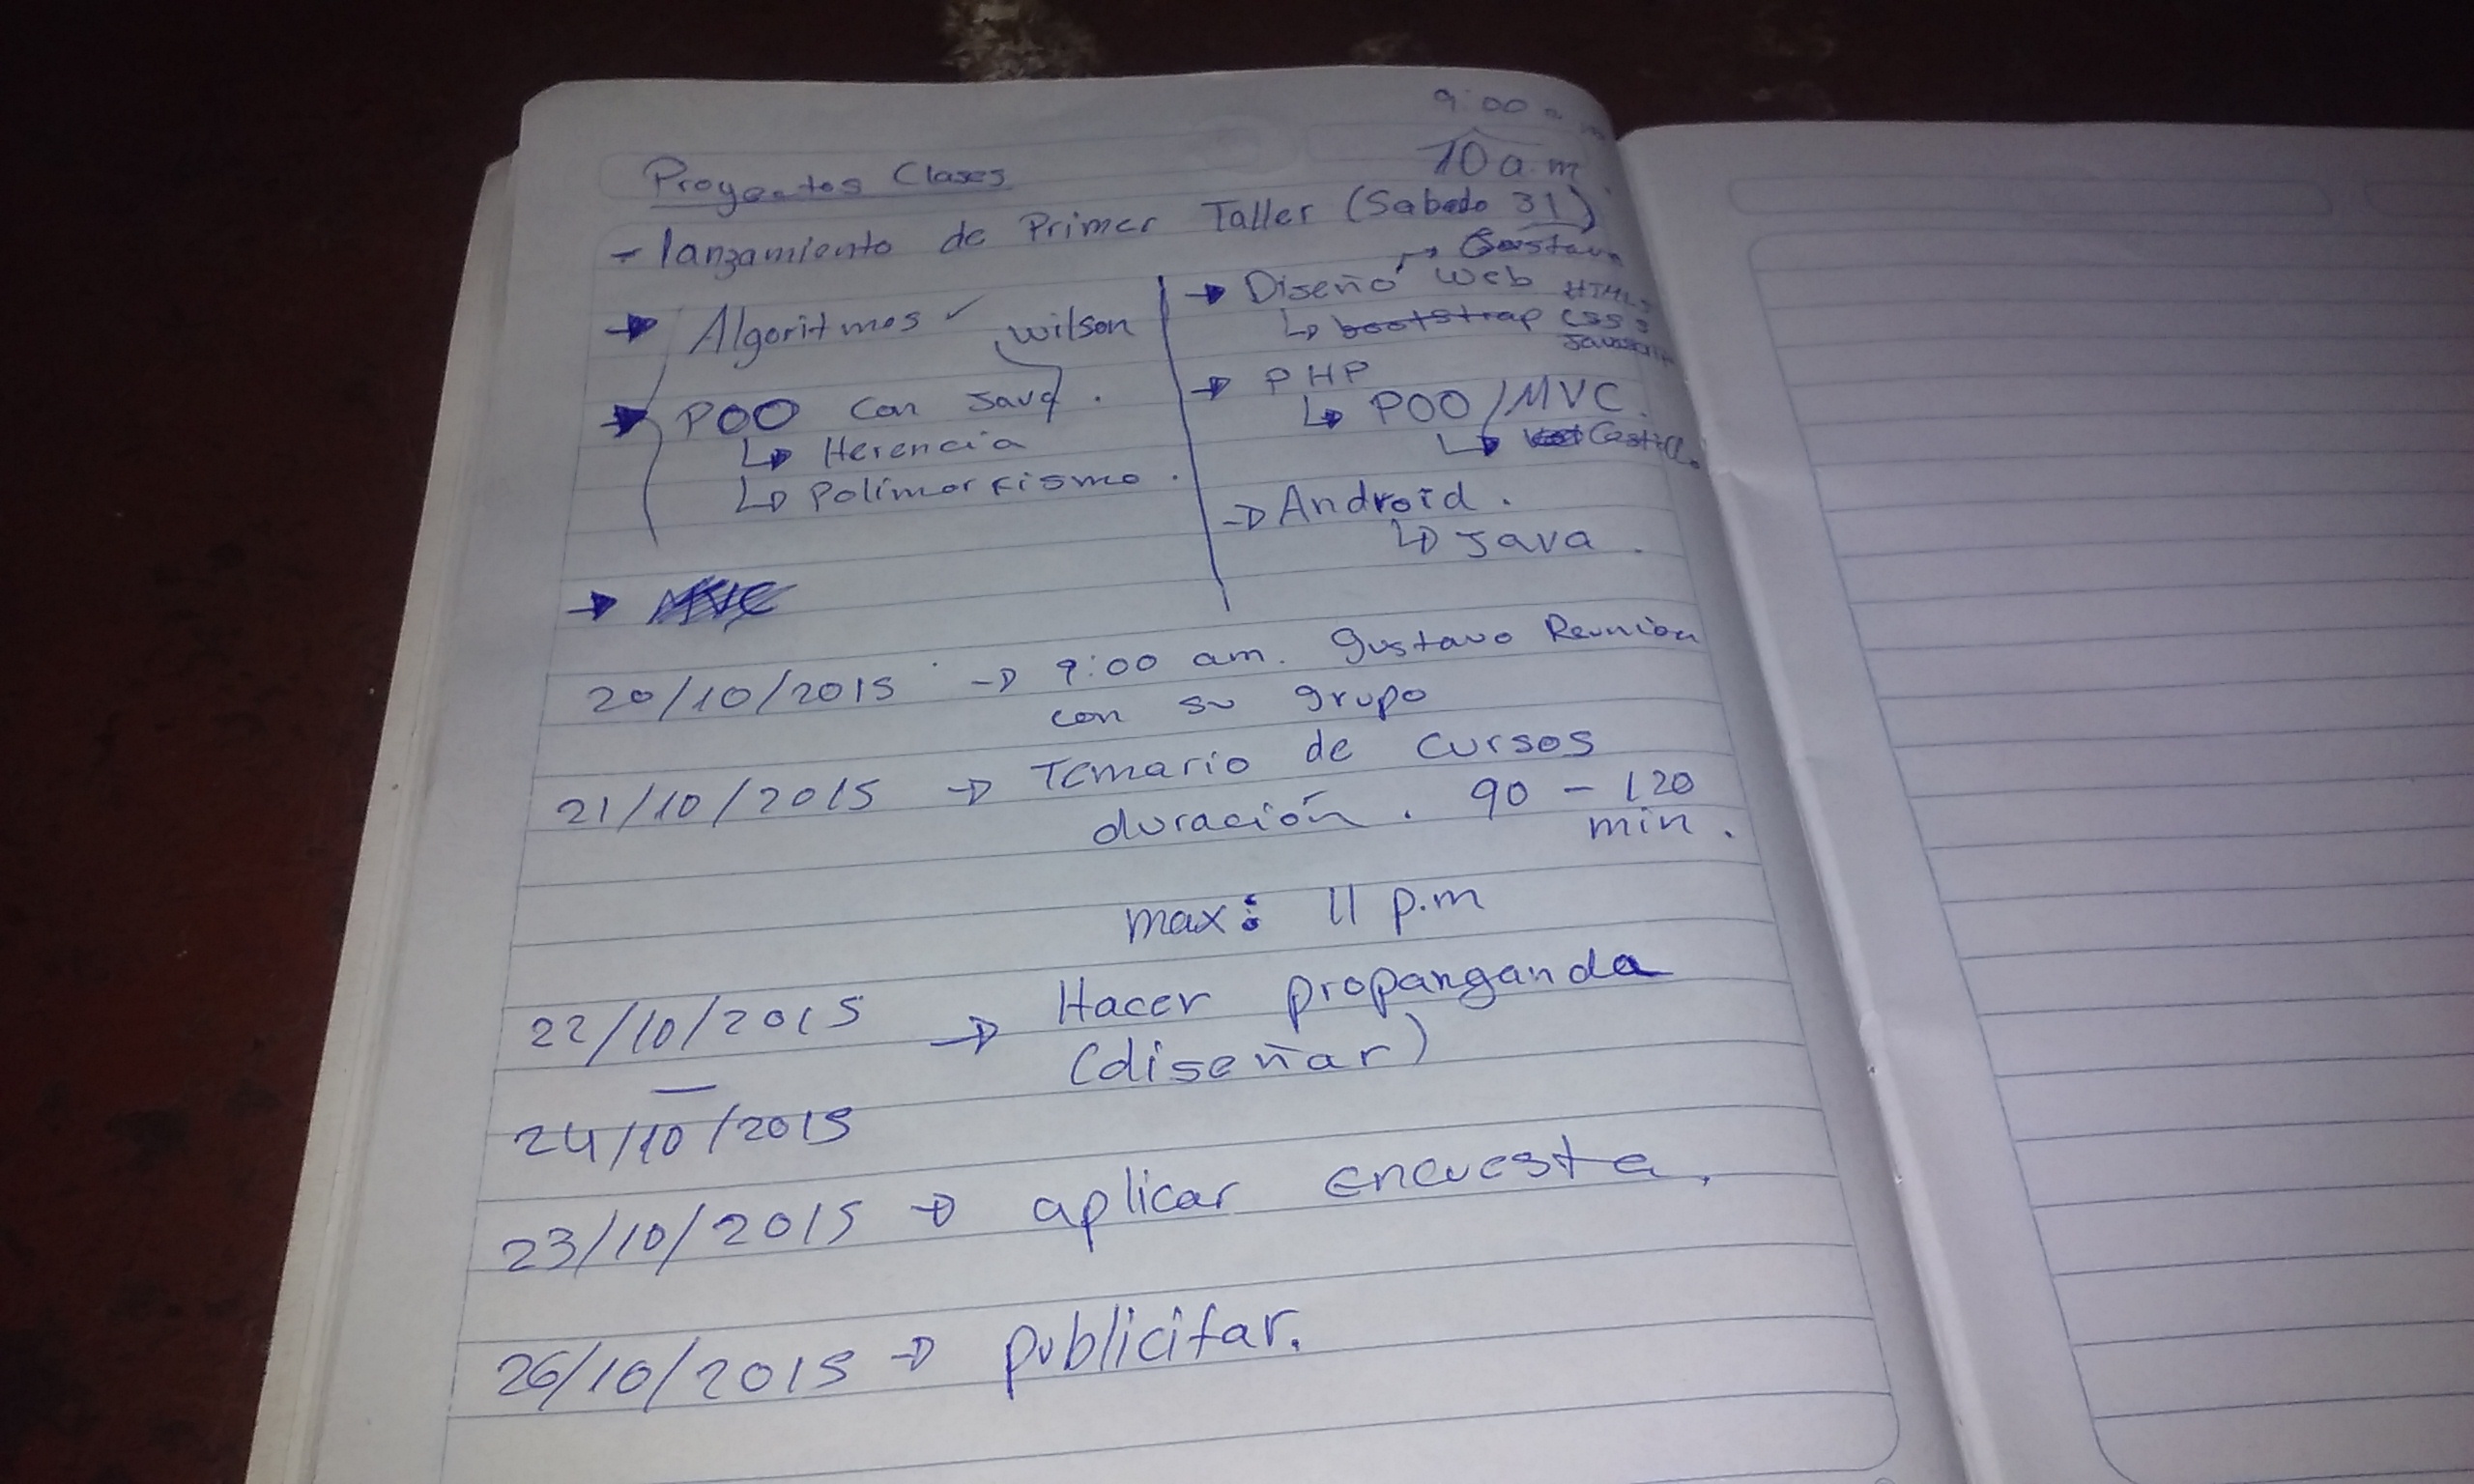 9:00 a m
10 a.m
Proyectos Clases
- lanzamiento de Primer Taller (Sabado 31)
→ Algoritmos ✓
wilson
→ POO con Java.
↳ Herencia
↳ Polimorfismo.
→ MVC
→ Gustavo
→ Diseño web HTML5
↳ bootstrap CSS3
Javascript
→ PHP
↳ POO / MVC.
↳ Castillo
→ Android.
↳ Java.
20/10/2015 → 9:00 am. Gustavo Reunion
con su grupo
21/10/2015 → Temario de cursos
duración. 90 - 120
min.
max: 11 p.m
22/10/2015 → Hacer propanganda
(diseñar)
—
24/10/2015
23/10/2015 → aplicar encuesta.
26/10/2015 → publicitar.